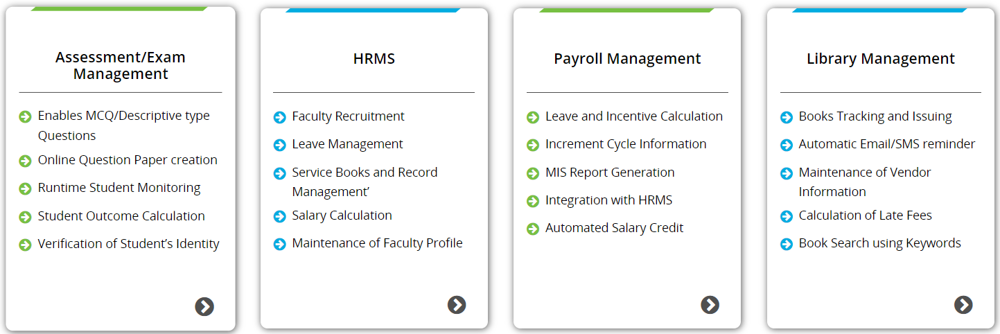 Assessment/Exam
Management
Enables MCQ/Descriptive type
Questions
Online Question Paper creation
Runtime Student Monitoring
Student Outcome Calculation
Verification of Student’s Identity
HRMS
Faculty Recruitment
Leave Management
Service Books and Record
Management’
Salary Calculation
Maintenance of Faculty Profile
Payroll Management
Leave and Incentive Calculation
Increment Cycle Information
MIS Report Generation
Integration with HRMS
Automated Salary Credit
Library Management
Books Tracking and Issuing
Automatic Email/SMS reminder
Maintenance of Vendor
Information
Calculation of Late Fees
Book Search using Keywords